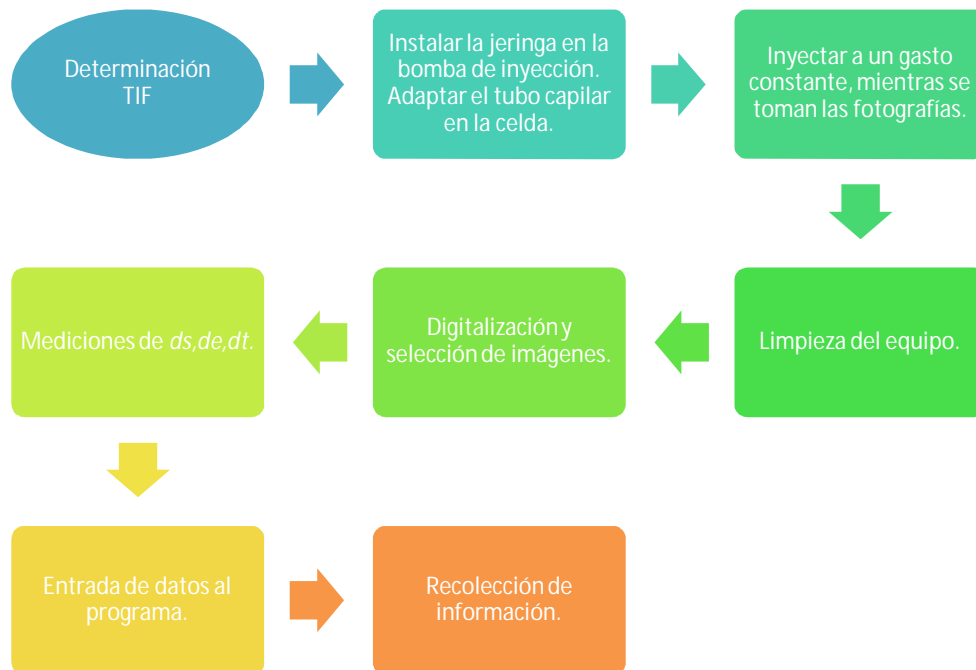 Determinación
TIF
Instalar la jeringa en la
bomba de inyección.
Adaptar el tubo capilar
en la celda.
Inyectar a un gasto
constante, mientras se
toman las fotografías.
Limpieza del equipo.
Digitalización y
selección de imágenes.
Mediciones de ds,de,dt.
Entrada de datos al
programa.
Recolección de
información.